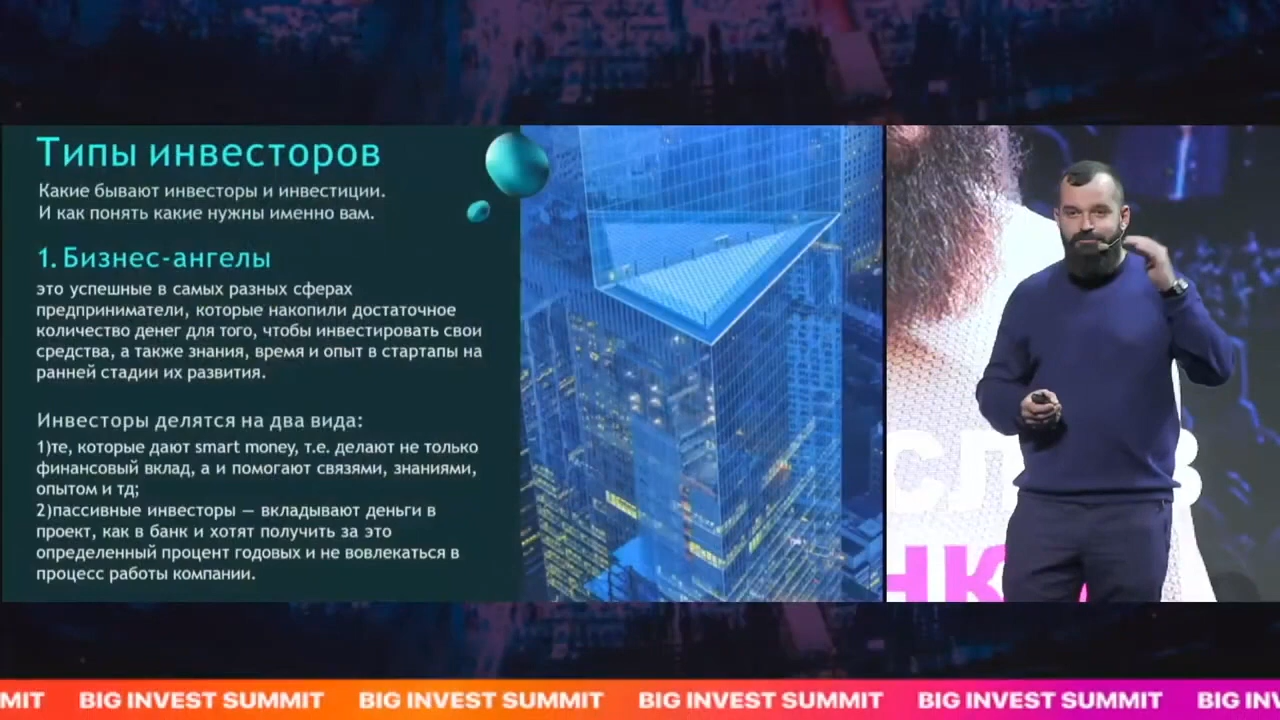 Типы инвесторов
Какие бывают инвесторы и инвестиции.
И как понять какие нужны именно вам.
1. Бизнес-ангелы
это успешные в самых разных сферах
предприниматели, которые накопили достаточное
количество денег для того, чтобы инвестировать свои
средства, а также знания, время и опыт в стартапы на
ранней стадии их развития.
Инвесторы делятся на два вида:
1)те, которые дают smart money, т.е. делают не только
финансовый вклад, а и помогают связями, знаниями,
опытом и тд;
2)пассивные инвесторы — вкладывают деньги в
проект, как в банк и хотят получить за это
определенный процент годовых и не вовлекаться в
процесс работы компании.
MIT BIG INVEST SUMMIT BIG INVEST SUMMIT BIG INVEST SUMMIT BIG INVEST SUMMIT BIG INV